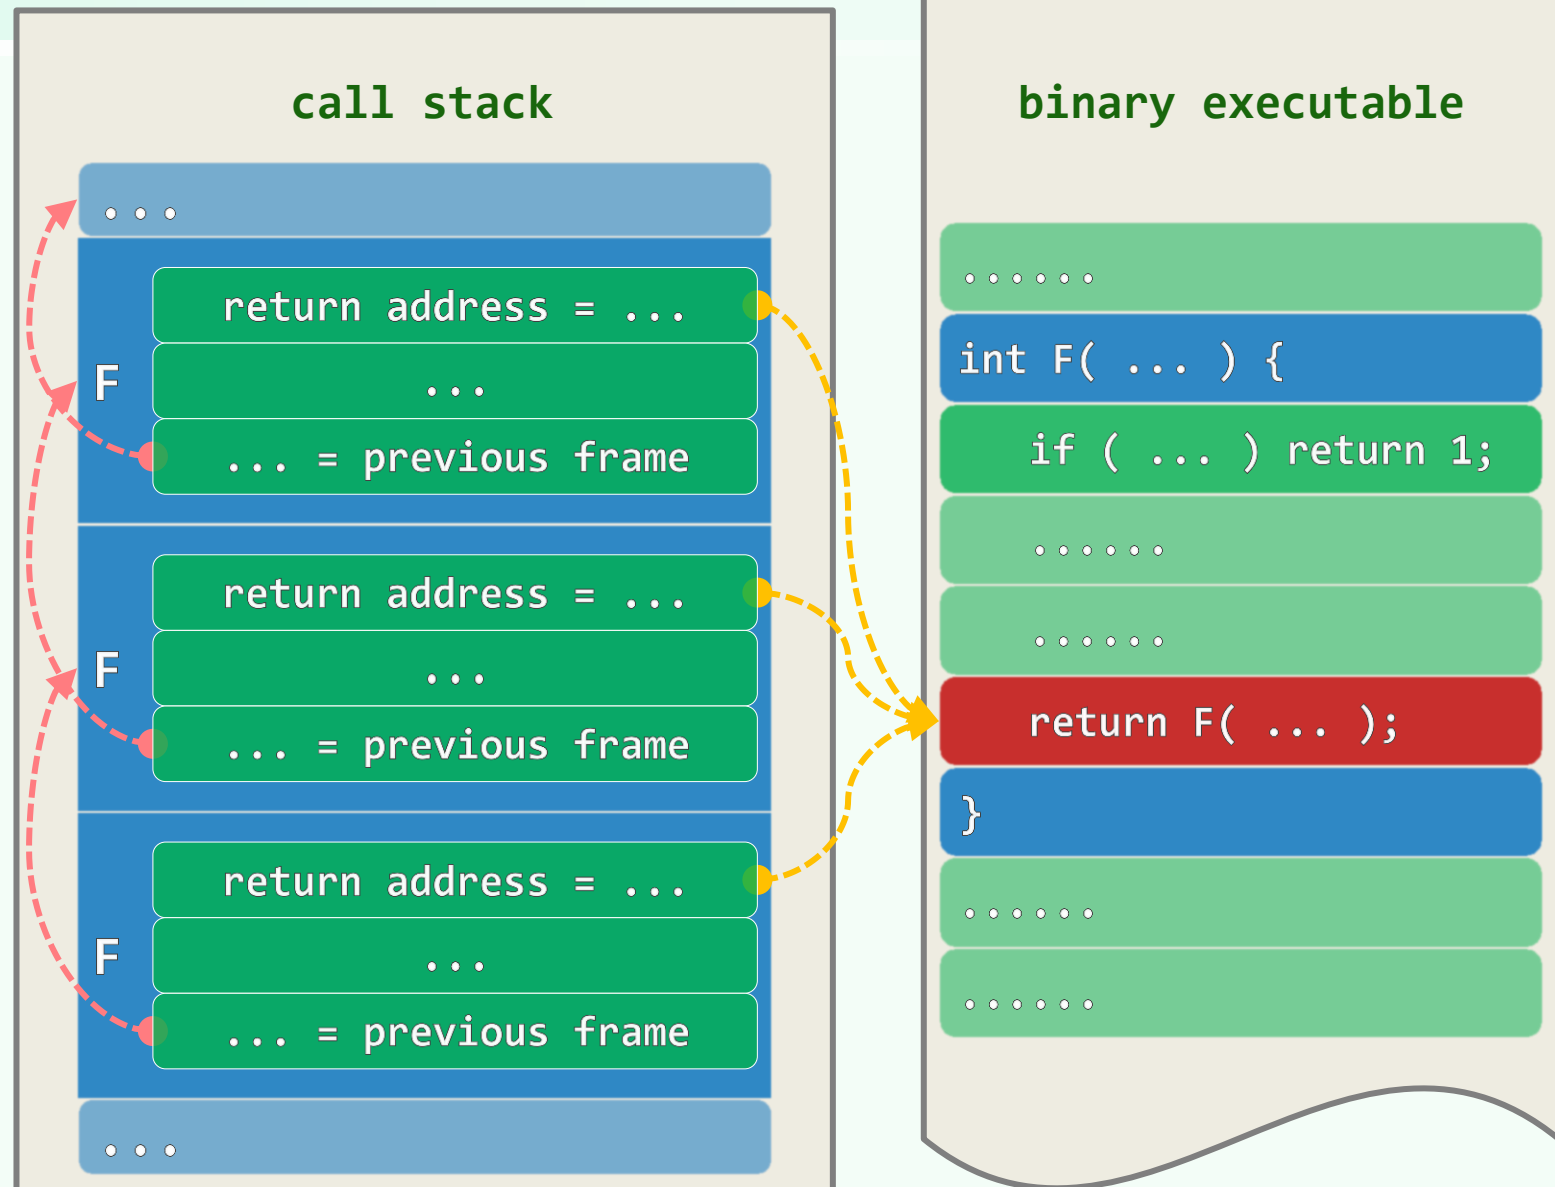 call stack
...
F
return address = ...
...
... = previous frame
F
return address = ...
...
... = previous frame
F
return address = ...
...
... = previous frame
...
binary executable
......
int F( ... ) {
if ( ... ) return 1;
......
......
return F( ... );
}
......
......